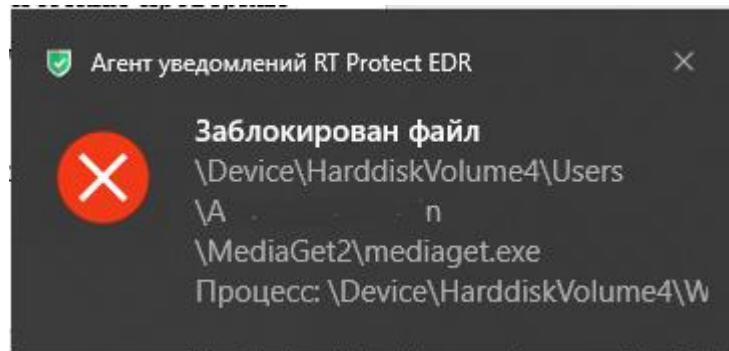 Агент уведомлений RT Protect EDR
Заблокирован файл
\Device\HarddiskVolume4\Users
\A n
\MediaGet2\mediaget.exe
Процесс: \Device\HarddiskVolume4\W